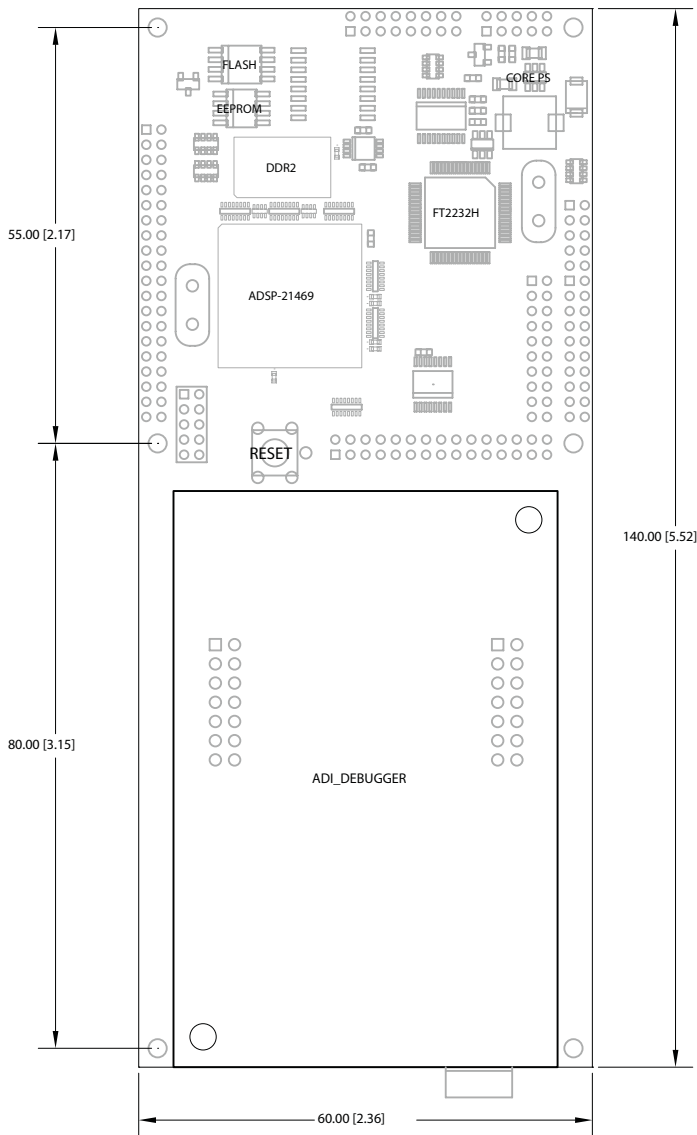 FLASH
CORE PS
EEPROM
DDR2
FT2232H
55.00 [2.17]
ADSP-21469
RESET
140.00 [5.52]
80.00 [3.15]
ADI_DEBUGGER
60.00 [2.36]